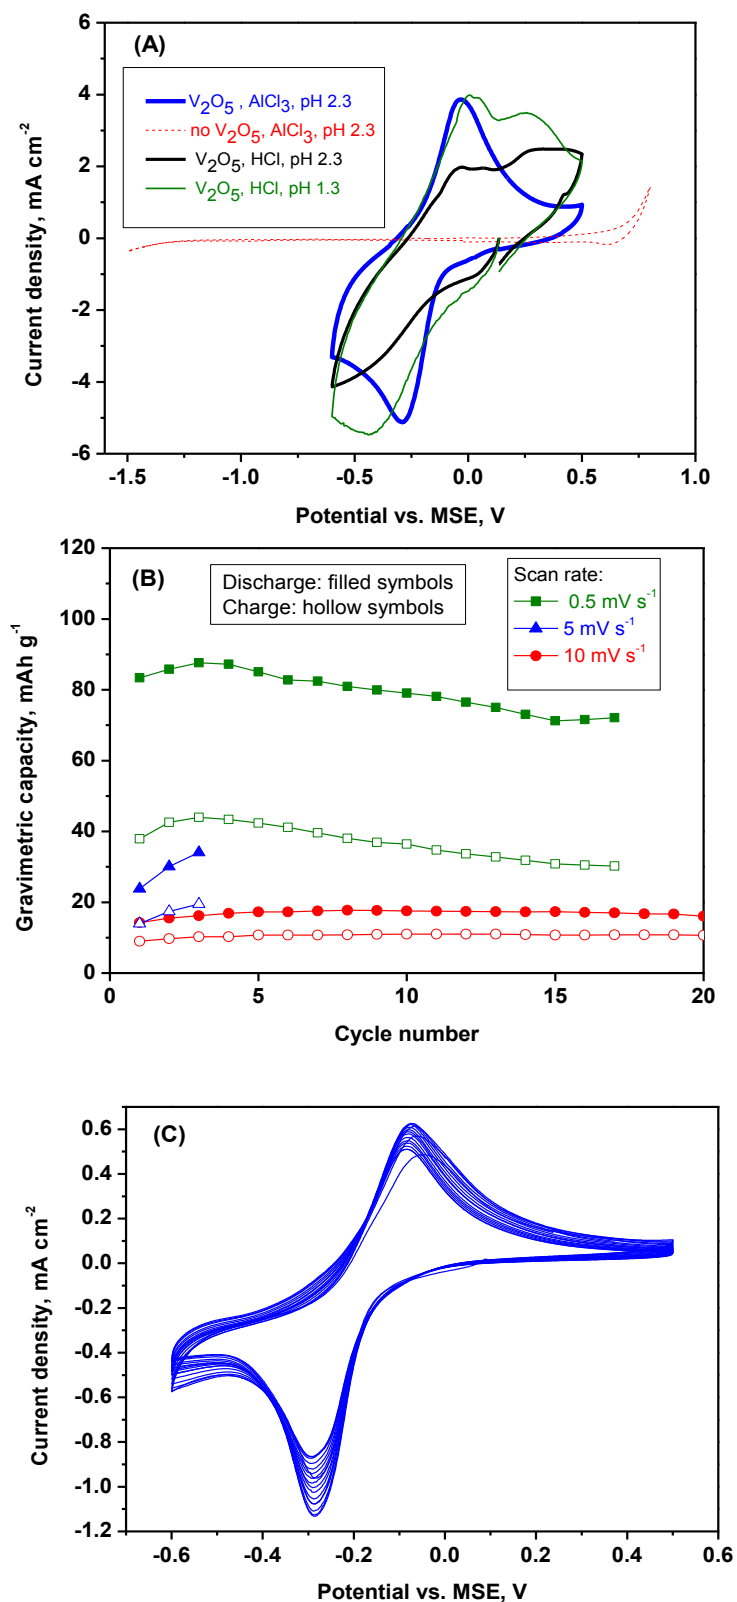 (A)
V₂O₅ , AlCl₃, pH 2.3
no V₂O₅, AlCl₃, pH 2.3
V₂O₅, HCl, pH 2.3
V₂O₅, HCl, pH 1.3
6
4
2
0
-2
-4
-6
Current density, mA cm⁻²
-1.5 -1.0 -0.5 0.0 0.5 1.0
Potential vs. MSE, V
(B)
Discharge: filled symbols
Charge: hollow symbols
Scan rate:
0.5 mV s⁻¹
5 mV s⁻¹
10 mV s⁻¹
120
100
80
60
40
20
0
Gravimetric capacity, mAh g⁻¹
0 5 10 15 20
Cycle number
(C)
0.6
0.4
0.2
0.0
-0.2
-0.4
-0.6
-0.8
-1.0
-1.2
Current density, mA cm⁻²
-0.6 -0.4 -0.2 0.0 0.2 0.4 0.6
Potential vs. MSE, V